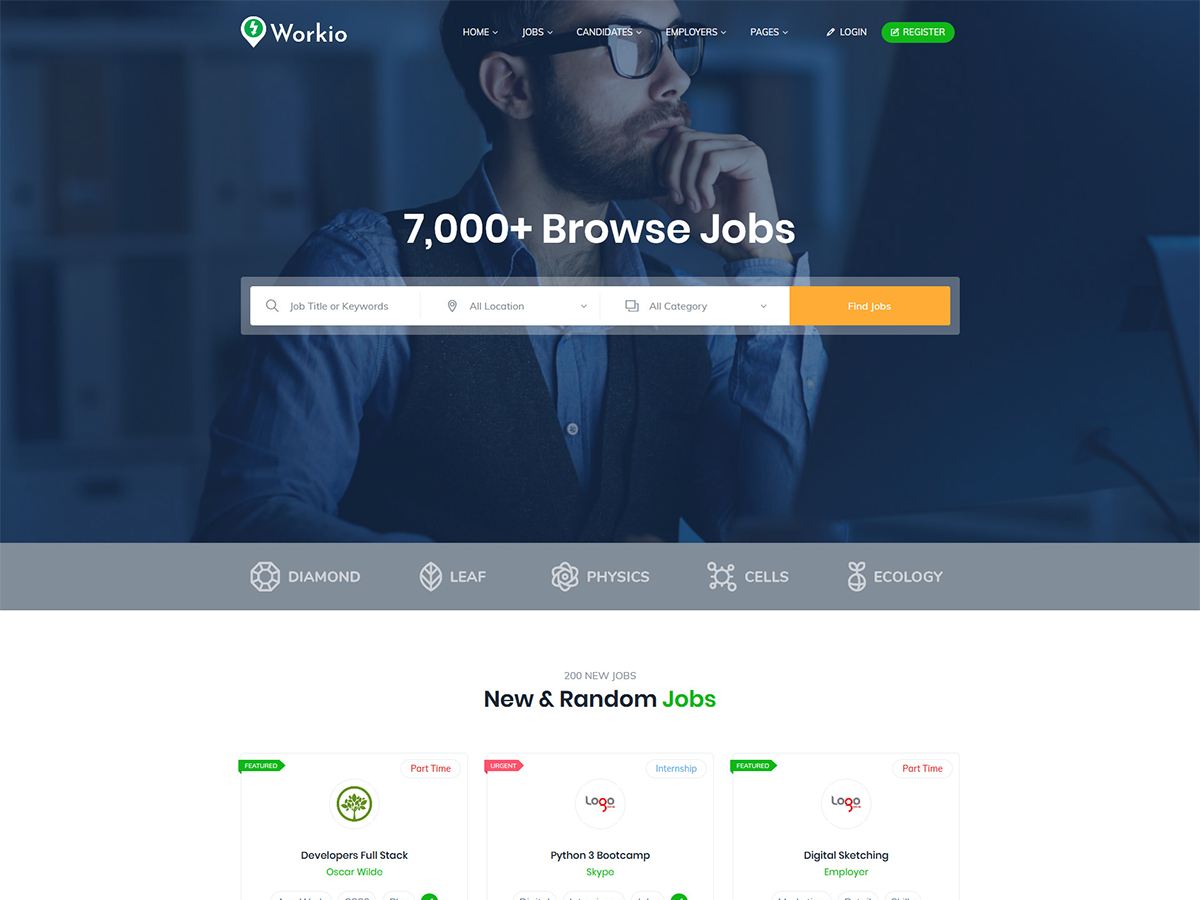 Workio
HOME JOBS CANDIDATES EMPLOYERS PAGES LOGIN REGISTER
7,000+ Browse Jobs
Job Title or Keywords All Location All Category Find Jobs
DIAMOND LEAF PHYSICS CELLS ECOLOGY
200 NEW JOBS
New & Random Jobs
FEATURED Part Time URGENT Internship FEATURED Part Time
Logo Logo
Developers Full Stack Python 3 Bootcamp Digital Sketching
Oscar Wilde Skype Employer